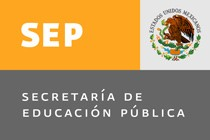 SEP
ESTADOS UNIDOS MEXICANOS
SECRETARÍA DE
EDUCACIÓN PÚBLICA